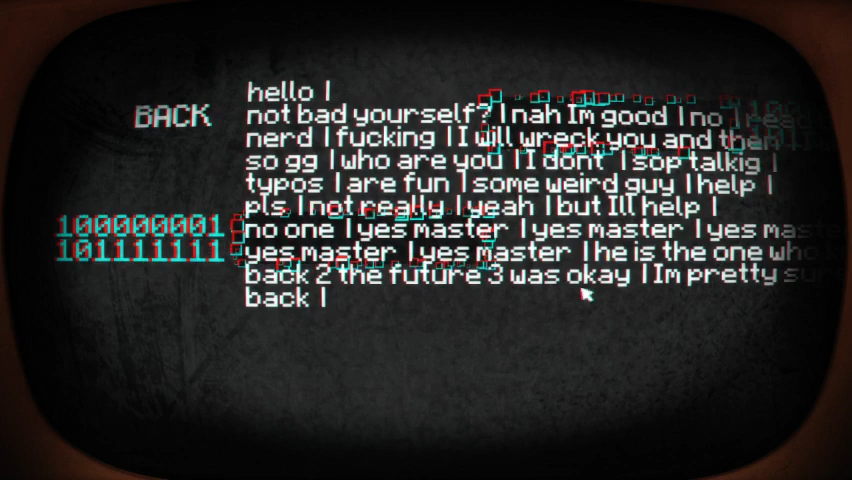 hello |
BACK
not bad yourself? | nah Im good | no |
nerd | fucking | I will wreck you and then
so gg | who are you | I dont | sop talkig |
typos | are fun | some weird guy | help |
pls | not really | yeah | but Ill help |
100000001
no one | yes master | yes master | yes mast
101111111
yes master | yes master | he is the one who
back 2 the future 3 was okay | Im pretty sur
back |